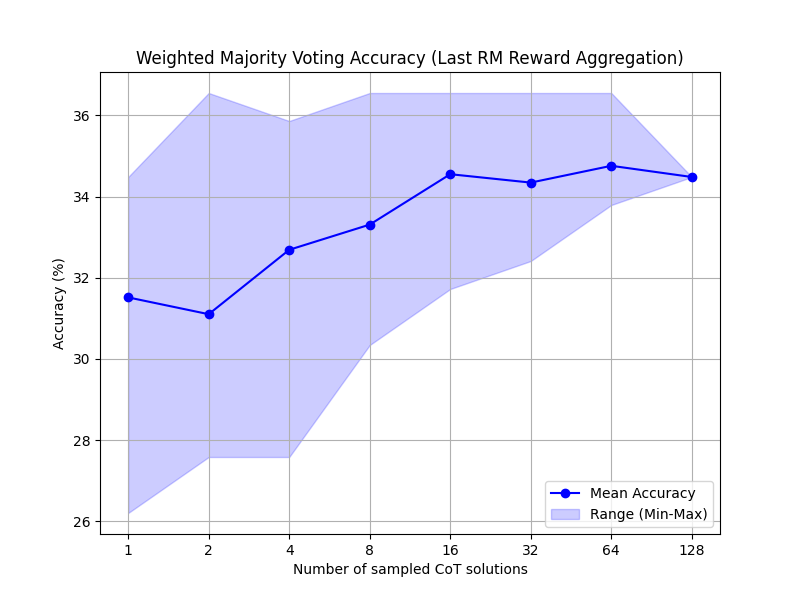 Weighted Majority Voting Accuracy (Last RM Reward Aggregation)
36
34
32
30
28
26
Accuracy (%)
Mean Accuracy
Range (Min-Max)
1 2 4 8 16 32 64 128
Number of sampled CoT solutions